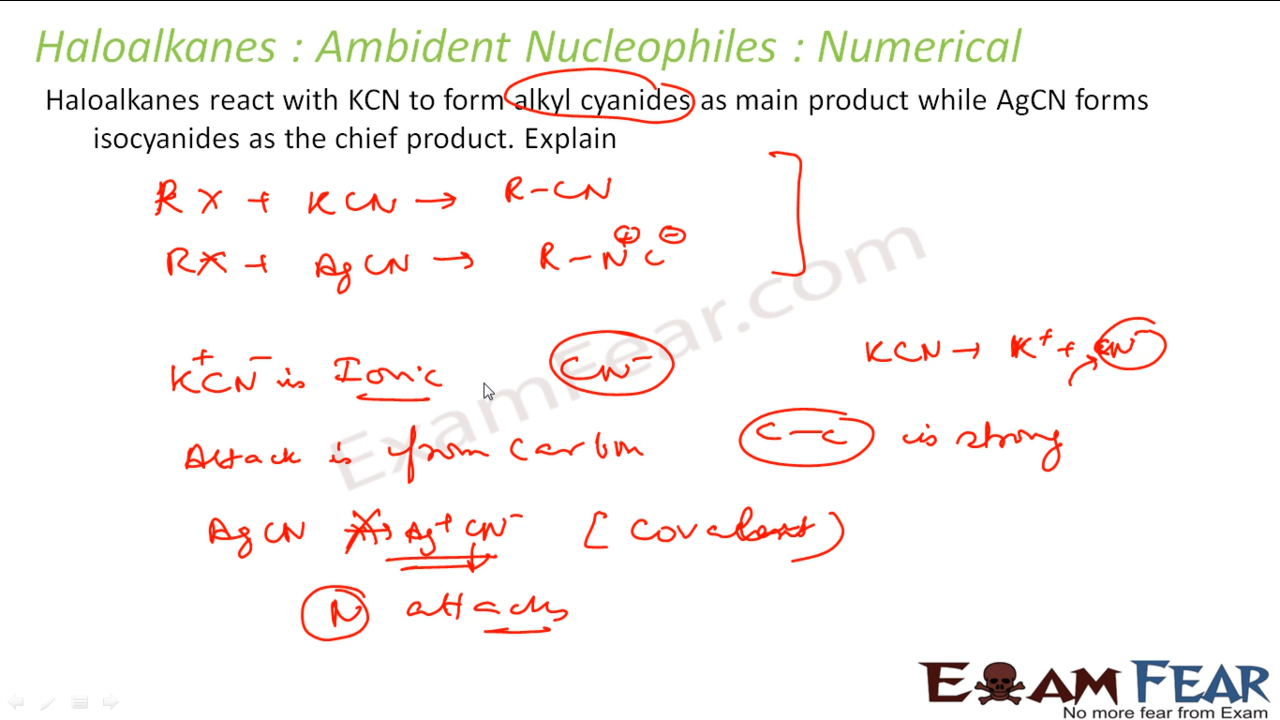 Haloalkanes : Ambident Nucleophiles : Numerical
Haloalkanes react with KCN to form alkyl cyanides as main product while AgCN forms
isocyanides as the chief product. Explain
RX + KCN → R-CN
RX + AgCN → R-N⊕C⊖
K⁺CN⁻ is Ionic CN⁻ KCN → K⁺ + CN⁻
Attack is from carbon C-C is strong
AgCN Ag⁺ CN⁻ [covalent)
N attacks
ExamFear.com
EXAM FEAR
No more fear from Exam